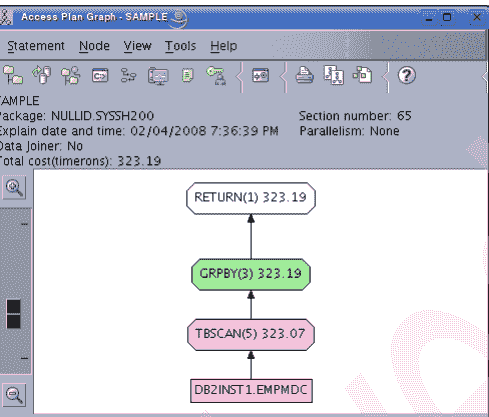 Access Plan Graph - SAMPLE
Statement Node View Tools Help
SAMPLE
Package: NULLID.SYSSH200 Section number: 65
Explain date and time: 02/04/2008 7:36:39 PM Parallelism: None
Data Joiner: No
Total cost(timerons): 323.19
RETURN(1) 323.19
GRPBY(3) 323.19
TBSCAN(5) 323.07
DB2INST1.EMPMDC